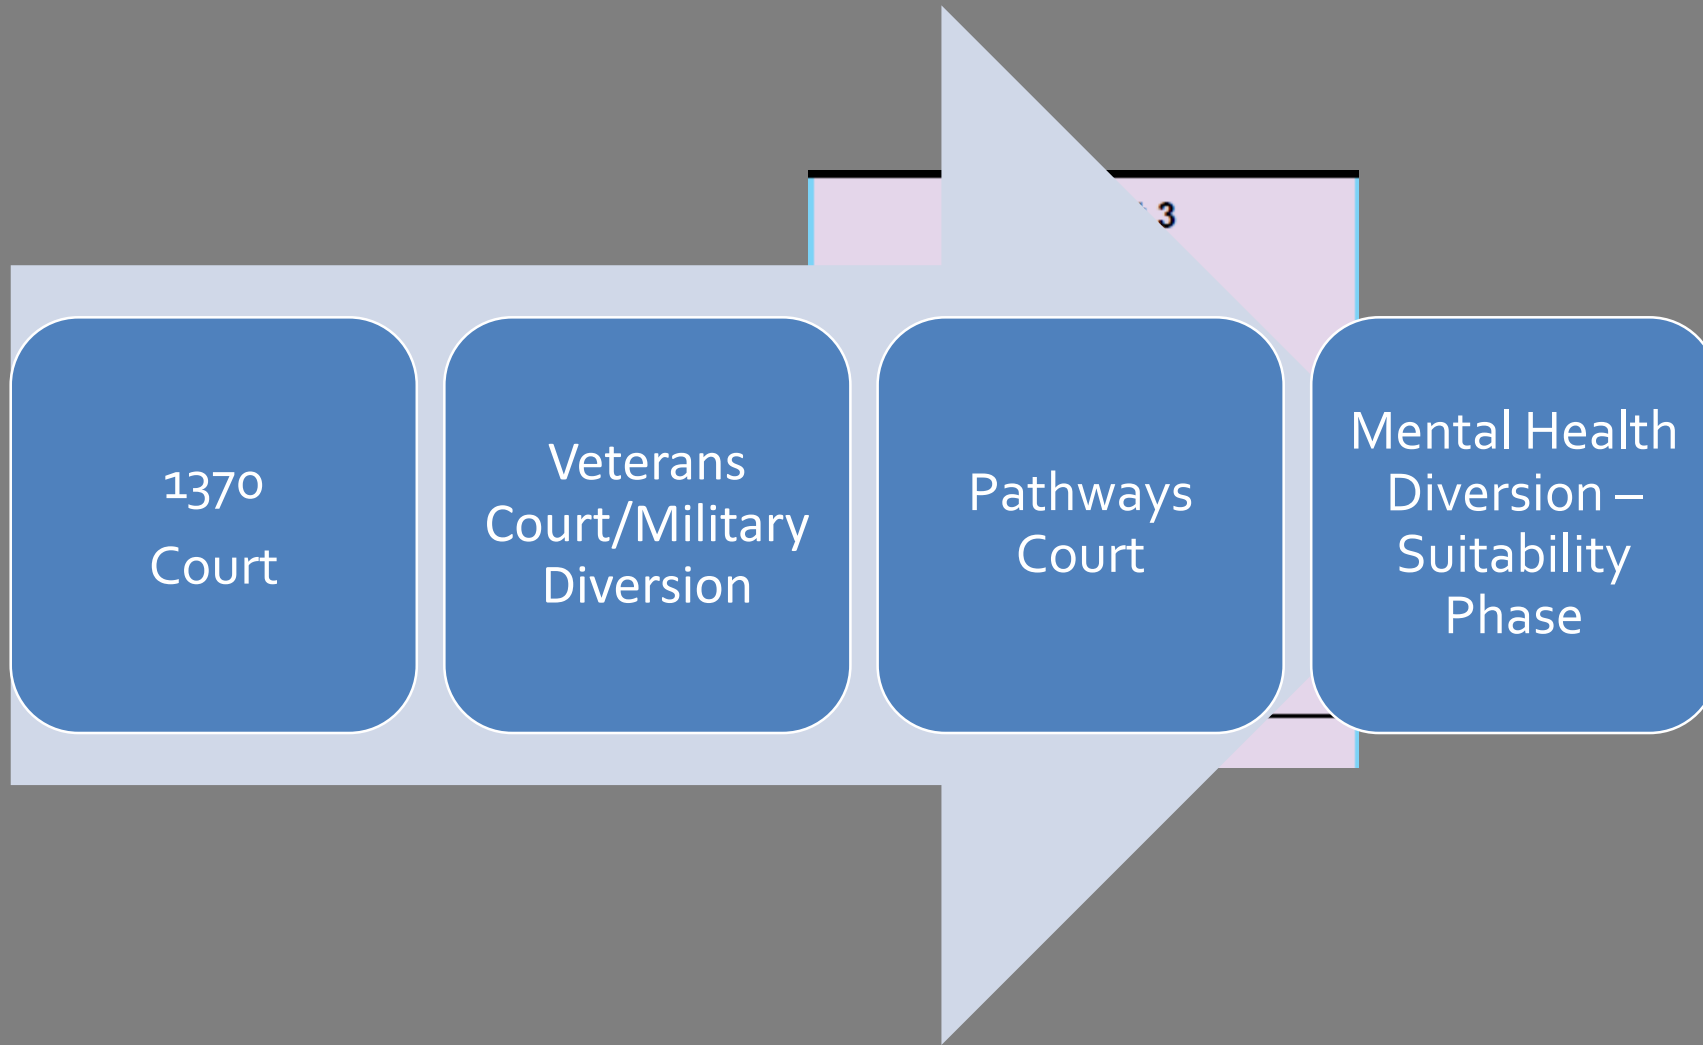 3
1370
Court
Veterans
Court/Military
Diversion
Pathways
Court
Mental Health
Diversion –
Suitability
Phase